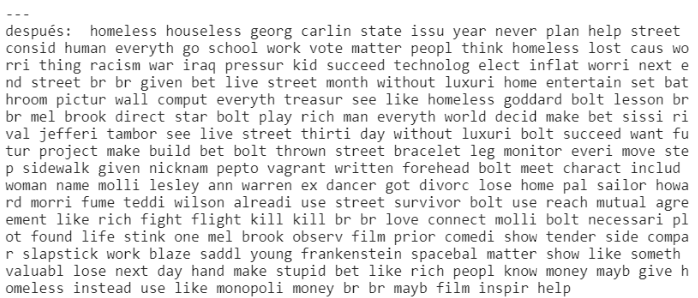 ---
después:  homeless houseless georg carlin state issu year never plan help street
consid human everyth go school work vote matter peopl think homeless lost caus wo
rri thing racism war iraq pressur kid succeed technolog elect inflat worri next e
nd street br br given bet live street month without luxuri home entertain set bat
hroom pictur wall comput everyth treasur see like homeless goddard bolt lesson br
br mel brook direct star bolt play rich man everyth world decid make bet sissi ri
val jefferi tambor see live street thirti day without luxuri bolt succeed want fu
tur project make build bet bolt thrown street bracelet leg monitor everi move ste
p sidewalk given nicknam pepto vagrant written forehead bolt meet charact includ
woman name molli lesley ann warren ex dancer got divorc lose home pal sailor howa
rd morri fume teddi wilson alreadi use street survivor bolt use reach mutual agre
ement like rich fight flight kill kill br br love connect molli bolt necessari pl
ot found life stink one mel brook observ film prior comedi show tender side compa
r slapstick work blaze saddl young frankenstein spacebal matter show like someth
valuabl lose next day hand make stupid bet like rich peopl know money mayb give h
omeless instead use like monopoli money br br mayb film inspir help